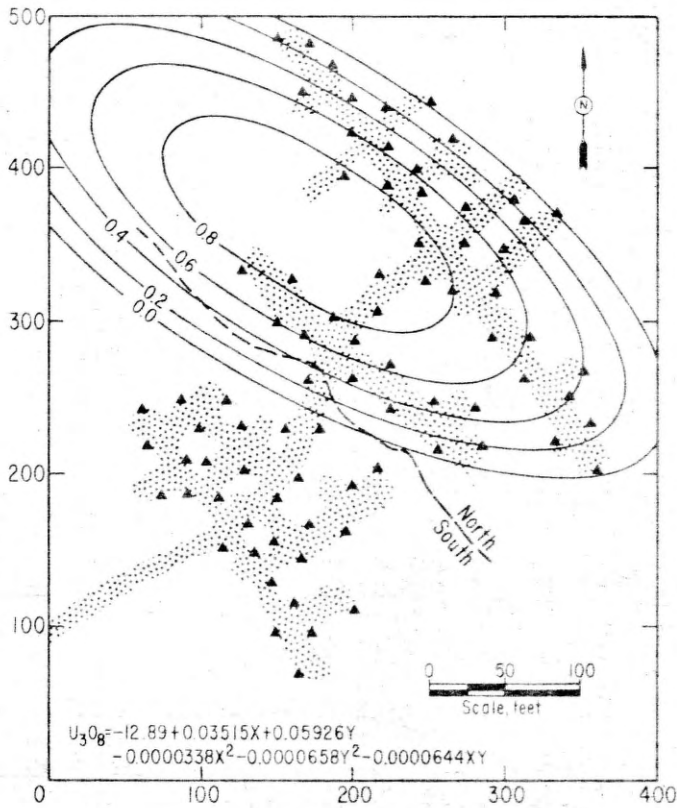 500
N
400
0.8
0.6
0.4
0.2
0.0
300
200
North
South
100
0 50 100
Scale, feet
U3O8=-12.89+0.03515X+0.05926Y
-0.0000338X²-0.0000658Y²-0.0000644XY
0
0 100 200 300 400